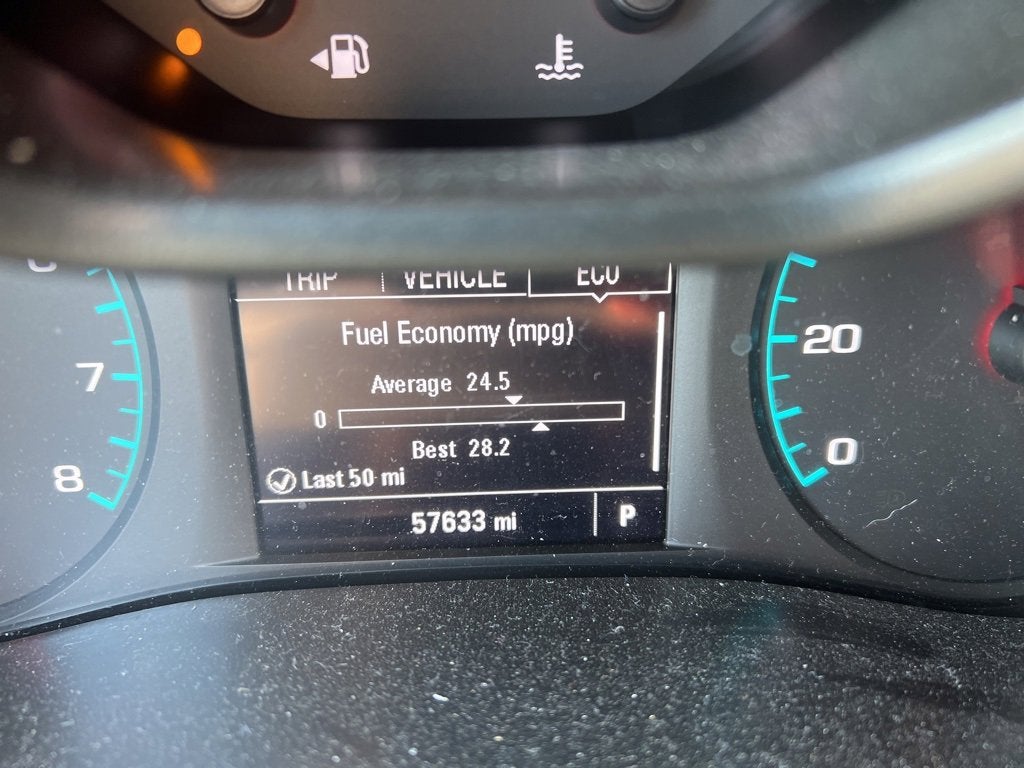 TRIP VEHICLE ECO
Fuel Economy (mpg)
Average 24.5
0
Best 28.2
Last 50 mi
57633 mi P
7
8
20
0